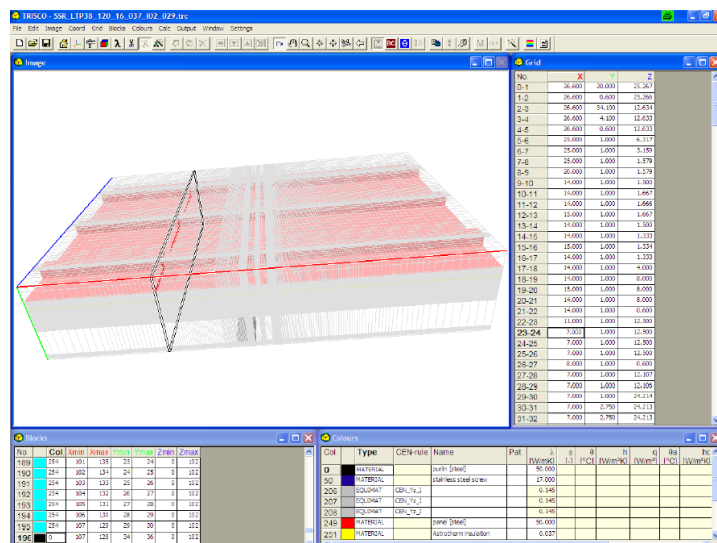 TRISCO - SSR_LTP38_120_16_037_I02_029.trc
File Edit Image Coord Grid Blocks Colours Calc Output Window Settings
Image
Grid
No. X Y Z
0-1 26.600 20.000 25.267
1-2 26.600 0.600 25.266
2-3 26.600 34.100 12.634
3-4 26.600 4.100 12.633
4-5 26.600 0.600 12.633
5-6 25.000 1.000 6.317
6-7 25.000 1.000 3.159
7-8 25.000 1.000 1.579
8-9 20.000 1.000 1.579
9-10 14.000 1.000 1.500
10-11 14.000 1.000 1.667
11-12 14.000 1.000 1.666
12-13 15.000 1.000 1.667
13-14 14.000 1.000 1.500
14-15 14.000 1.000 1.333
15-16 15.000 1.000 1.334
16-17 14.000 1.000 1.333
17-18 14.000 1.000 4.000
18-19 14.000 1.000 8.000
19-20 15.000 1.000 8.000
20-21 14.000 1.000 8.000
21-22 14.000 1.000 0.600
22-23 11.000 1.000 12.500
23-24 7.000 1.000 12.500
24-25 7.000 1.000 12.500
25-26 7.000 1.000 12.500
26-27 8.000 1.000 0.600
27-28 7.000 1.000 12.107
28-29 7.000 1.000 12.106
29-30 7.000 1.000 24.214
30-31 7.000 2.750 24.213
31-32 7.000 2.750 24.213
Blocks
No. Col Xmin Xmax Ymin Ymax Zmin Zmax
189 254 101 135 23 24 0 102
190 254 102 134 24 25 0 102
191 254 103 133 25 26 0 102
192 254 104 132 26 27 0 102
193 254 105 131 27 28 0 102
194 254 106 130 28 29 0 102
195 254 107 129 29 30 0 102
196 0 107 128 34 36 0 102
Colours
Col. Type CEN-rule Name Pat λ ε θ h q θa hc
[W/mK] [-] [°C] [W/m²K] [W/m²] [°C] [W/m²K]
0 MATERIAL purlin [steel] 50.000
50 MATERIAL stainless steel screw 17.000
206 EQUIMAT CEN_Vz_I 0.145
207 EQUIMAT CEN_Vz_I 0.145
208 EQUIMAT CEN_Vz_I 0.145
249 MATERIAL panel [steel] 50.000
251 MATERIAL Astrotherm insulation 0.037